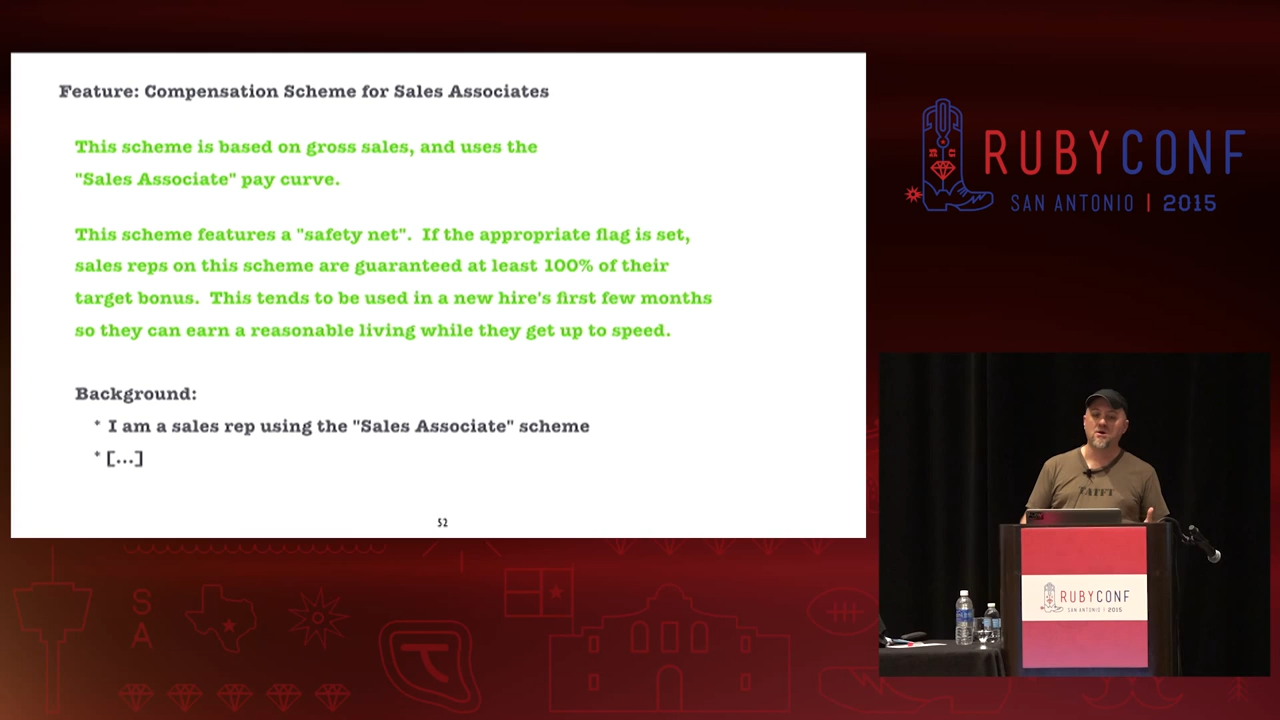 Feature: Compensation Scheme for Sales Associates
This scheme is based on gross sales, and uses the
"Sales Associate" pay curve.
This scheme features a "safety net".  If the appropriate flag is set,
sales reps on this scheme are guaranteed at least 100% of their
target bonus.  This tends to be used in a new hire's first few months
so they can earn a reasonable living while they get up to speed.
Background:
* I am a sales rep using the "Sales Associate" scheme
* [...]
52
RUBYCONF
SAN ANTONIO | 2015
TATFT
RUBYCONF
SAN ANTONIO | 2015
S
A